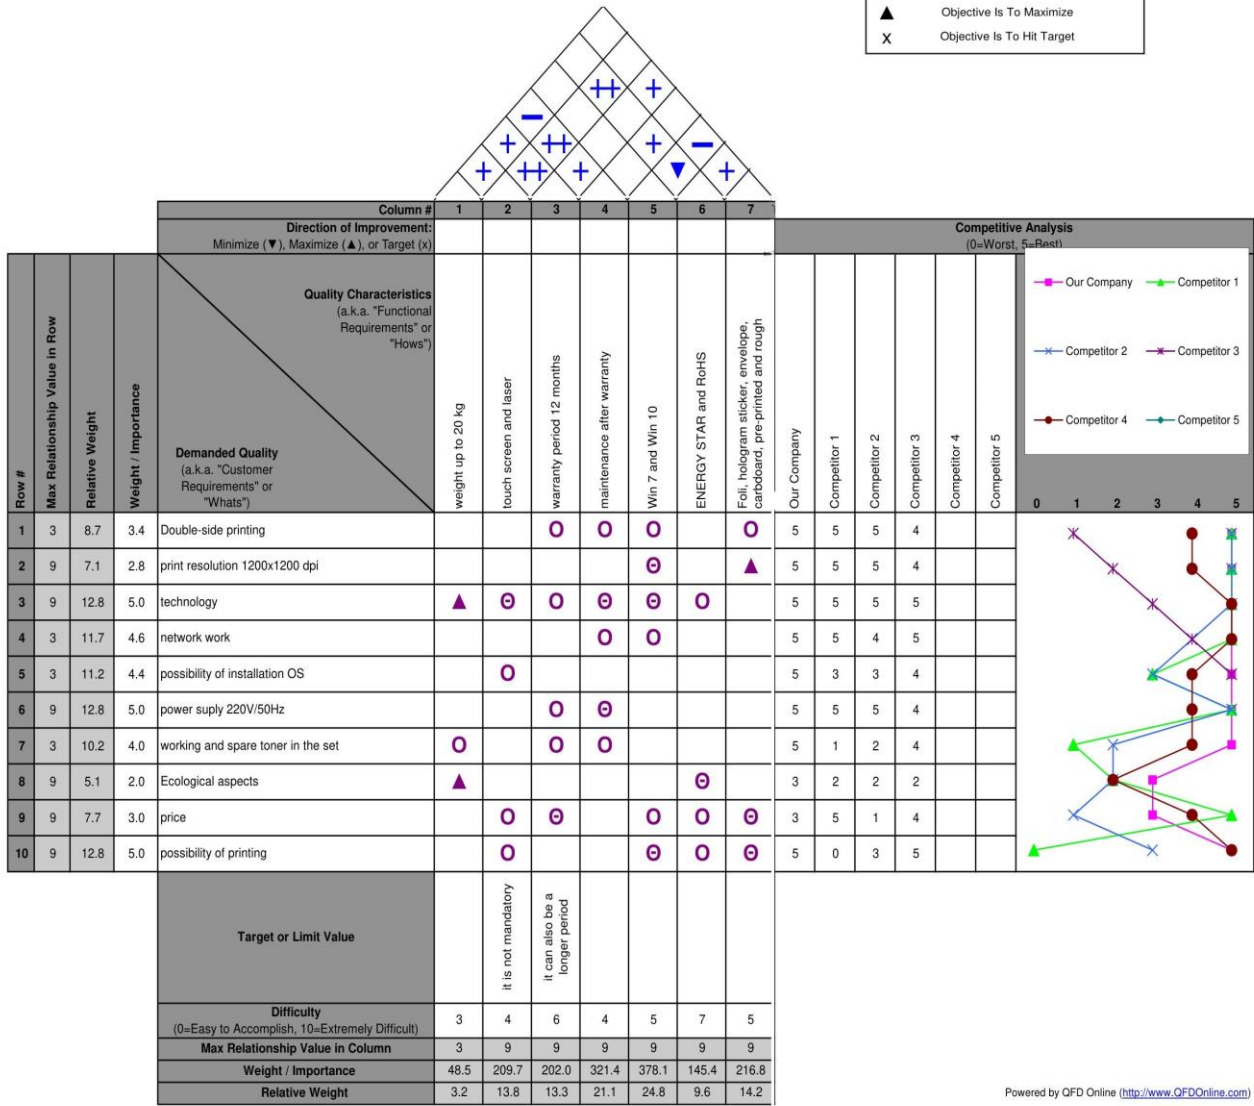 ▲ Objective Is To Maximize
x Objective Is To Hit Target
++ +
−
+ ++ + −
+ ++ + ▼ +
Column # 1 2 3 4 5 6 7
Direction of Improvement:
Minimize (▼), Maximize (▲), or Target (x)
Competitive Analysis
(0=Worst, 5=Best)
Row #
Max Relationship Value in Row
Relative Weight
Weight / Importance
Quality Characteristics
(a.k.a. "Functional
Requirements" or
"Hows")
Demanded Quality
(a.k.a. "Customer
Requirements" or
"Whats")
weight up to 20 kg
touch screen and laser
warranty period 12 months
maintenance after warranty
Win 7 and Win 10
ENERGY STAR and RoHS
Foli, hologram sticker, envelope,
carbdoard, pre-printed and rough
Our Company
Competitor 1
Competitor 2
Competitor 3
Competitor 4
Competitor 5
Our Company Competitor 1
Competitor 2 Competitor 3
Competitor 4 Competitor 5
0 1 2 3 4 5
1 3 8.7 3.4 Double-side printing O O O O 5 5 5 4
2 9 7.1 2.8 print resolution 1200x1200 dpi Θ ▲ 5 5 5 4
3 9 12.8 5.0 technology ▲ Θ O Θ Θ O 5 5 5 5
4 3 11.7 4.6 network work O O 5 5 4 5
5 3 11.2 4.4 possibility of installation OS O 5 3 3 4
6 9 12.8 5.0 power suply 220V/50Hz O Θ 5 5 5 4
7 3 10.2 4.0 working and spare toner in the set O O O 5 1 2 4
8 9 5.1 2.0 Ecological aspects ▲ Θ 3 2 2 2
9 9 7.7 3.0 price O Θ O O Θ 3 5 1 4
10 9 12.8 5.0 possibility of printing O Θ O Θ 5 0 3 5
Target or Limit Value
it is not mandatory
it can also be a
longer period
Difficulty
(0=Easy to Accomplish, 10=Extremely Difficult)
3 4 6 4 5 7 5
Max Relationship Value in Column 3 9 9 9 9 9 9
Weight / Importance 48.5 209.7 202.0 321.4 378.1 145.4 216.8
Relative Weight 3.2 13.8 13.3 21.1 24.8 9.6 14.2
Powered by QFD Online (http://www.QFDOnline.com)